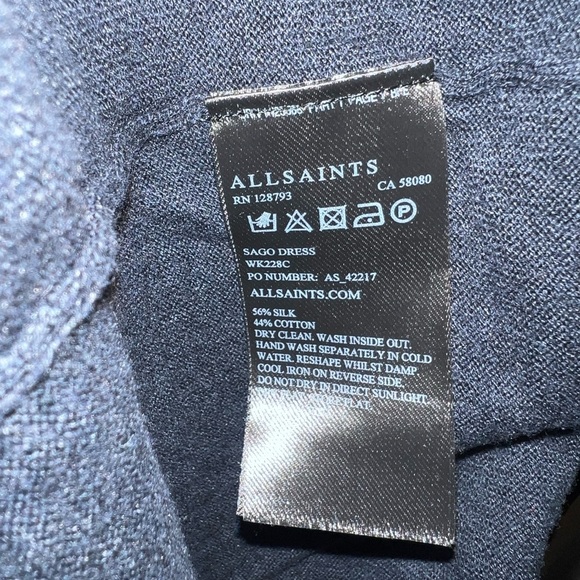 ALLSAINTS
RN 128793 CA 58080
P
SAGO DRESS
WK228C
PO NUMBER: AS_42217
ALLSAINTS.COM
56% SILK
44% COTTON
DRY CLEAN. WASH INSIDE OUT.
HAND WASH SEPARATELY IN COLD
WATER. RESHAPE WHILST DAMP.
COOL IRON ON REVERSE SIDE.
DO NOT DRY IN DIRECT SUNLIGHT.
FLAT.